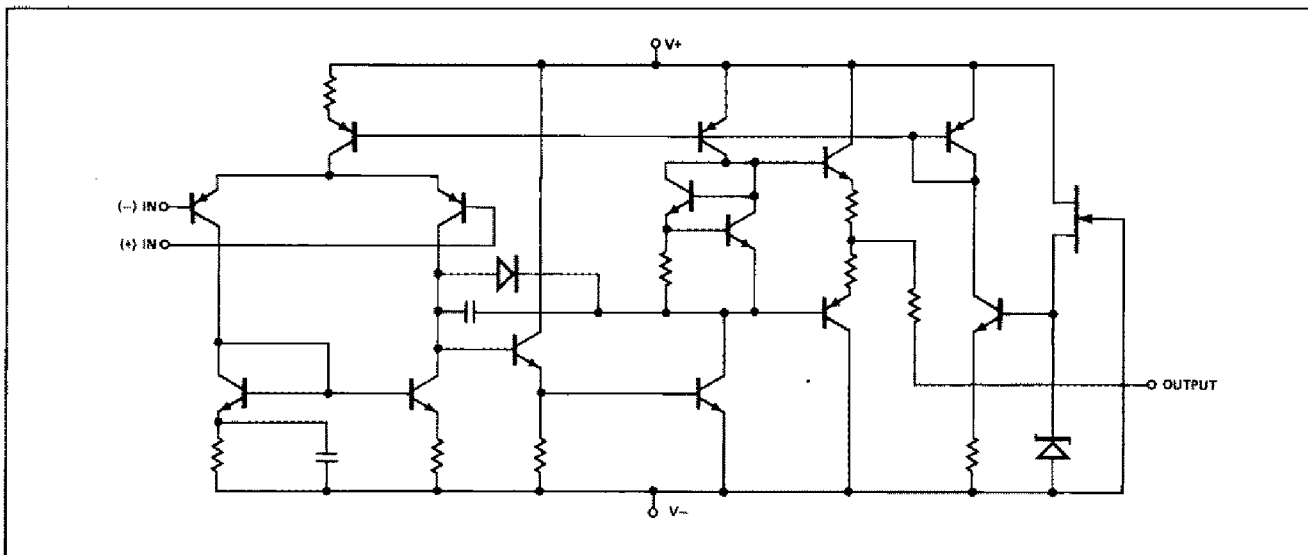 V+
(−) IN
(+) IN
OUTPUT
V−